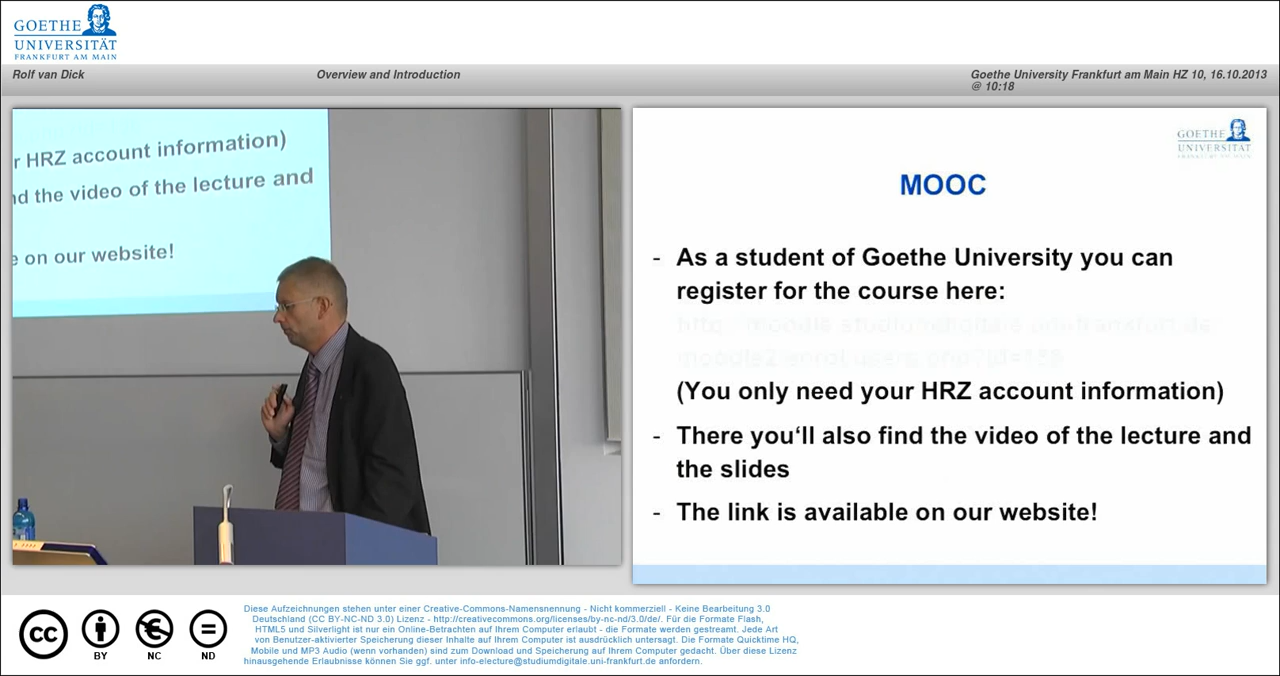 GOETHE
UNIVERSITÄT
FRANKFURT AM MAIN
Rolf van Dick
Overview and Introduction
Goethe University Frankfurt am Main HZ 10, 16.10.2013
@ 10:18
r HRZ account information)
nd the video of the lecture and
e on our website!
GOETHE
UNIVERSITÄT
FRANKFURT AM MAIN
MOOC
- As a student of Goethe University you can
register for the course here:
(You only need your HRZ account information)
- There you‘ll also find the video of the lecture and
the slides
- The link is available on our website!
cc
BY
NC
ND
Diese Aufzeichnungen stehen unter einer Creative-Commons-Namensnennung - Nicht kommerziell - Keine Bearbeitung 3.0
Deutschland (CC BY-NC-ND 3.0) Lizenz - http://creativecommons.org/licenses/by-nc-nd/3.0/de/. Für die Formate Flash,
HTML5 und Silverlight ist nur ein Online-Betrachten auf Ihrem Computer erlaubt - die Formate werden gestreamt. Jede Art
von Benutzer-aktivierter Speicherung dieser Inhalte auf Ihrem Computer ist ausdrücklich untersagt. Die Formate Quicktime HQ,
Mobile und MP3 Audio (wenn vorhanden) sind zum Download und Speicherung auf Ihrem Computer gedacht. Über diese Lizenz
hinausgehende Erlaubnisse können Sie ggf. unter info-electure@studiumdigitale.uni-frankfurt.de anfordern.